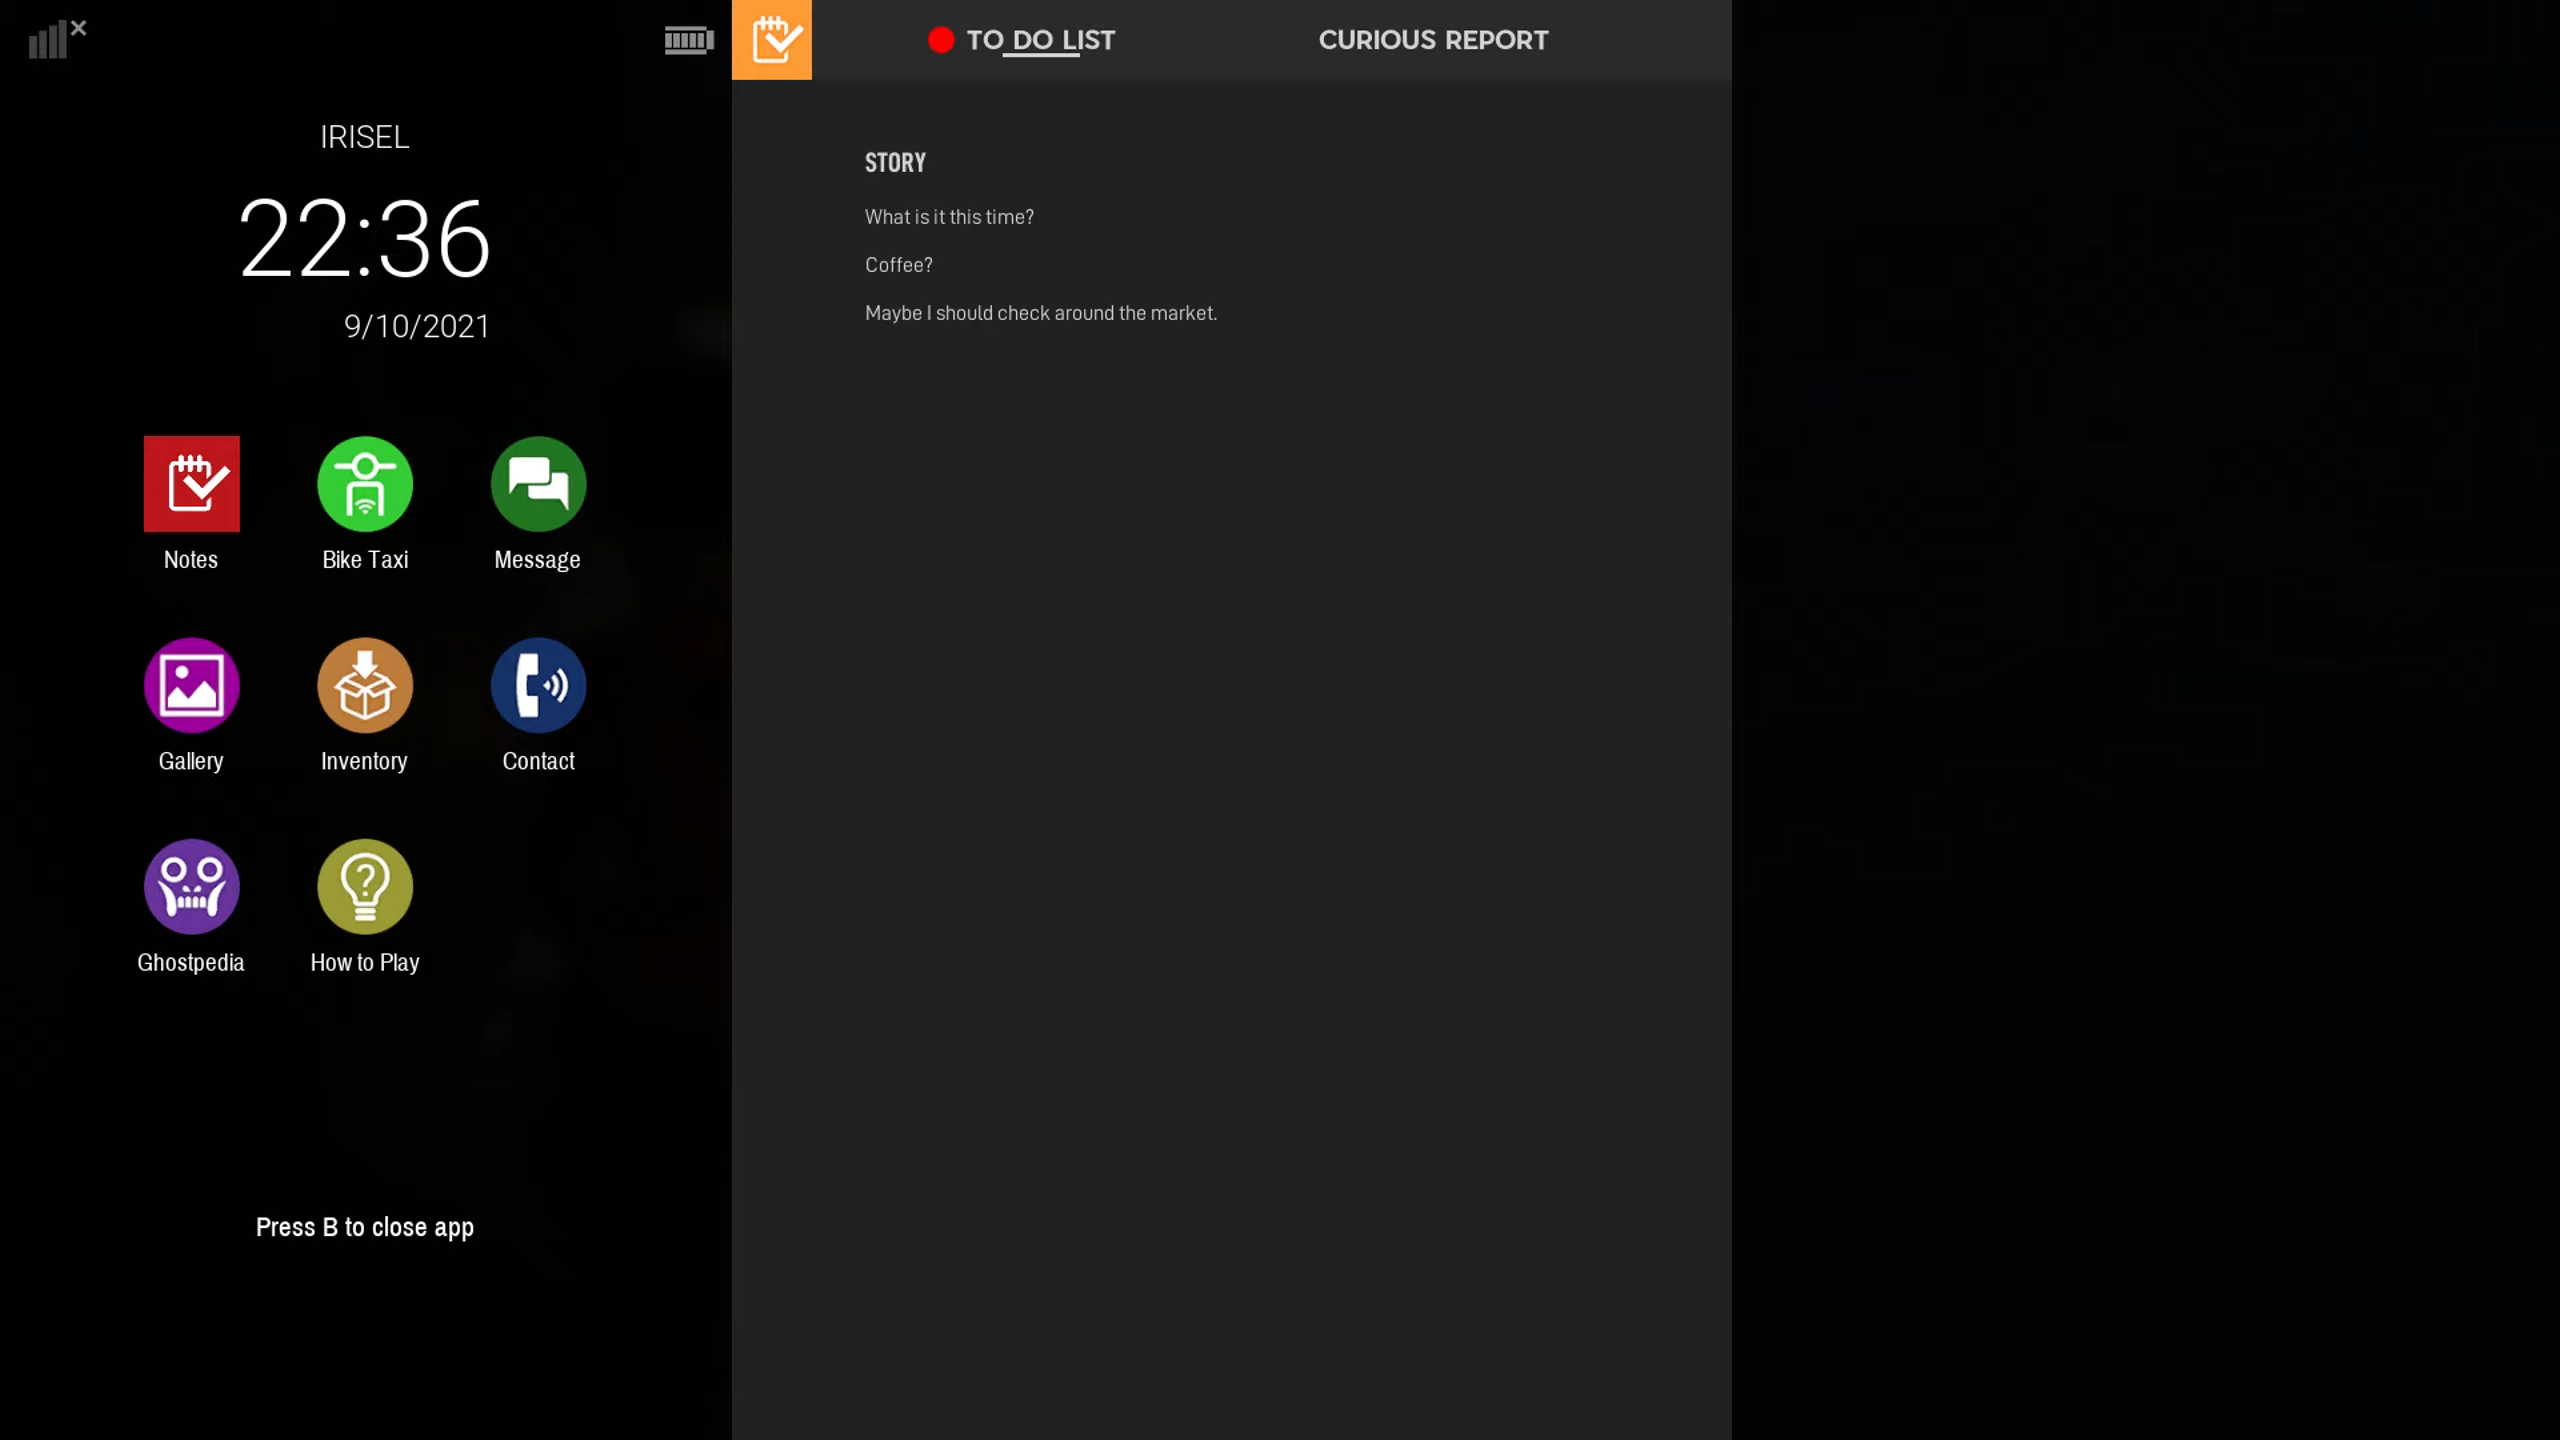 IRISEL
22:36
9/10/2021
Notes
Bike Taxi
Message
Gallery
Inventory
Contact
Ghostpedia
How to Play
Press B to close app
TO DO LIST
CURIOUS REPORT
STORY
What is it this time?
Coffee?
Maybe I should check around the market.